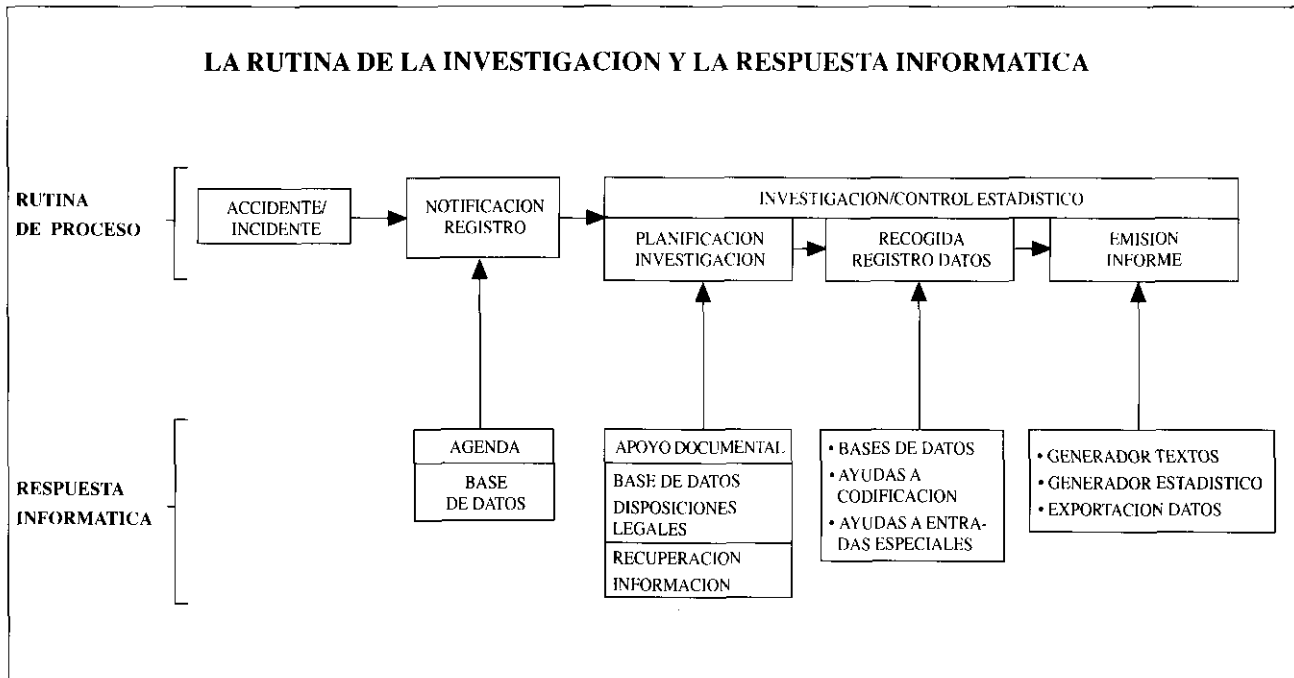 LA RUTINA DE LA INVESTIGACION Y LA RESPUESTA INFORMATICA
RUTINA
DE PROCESO
ACCIDENTE/
INCIDENTE
NOTIFICACION
REGISTRO
INVESTIGACION/CONTROL ESTADISTICO
PLANIFICACION
INVESTIGACION
RECOGIDA
REGISTRO DATOS
EMISION
INFORME
RESPUESTA
INFORMATICA
AGENDA
BASE
DE DATOS
APOYO DOCUMENTAL
BASE DE DATOS
DISPOSICIONES
LEGALES
RECUPERACION
INFORMACION
• BASES DE DATOS
• AYUDAS A
CODIFICACION
• AYUDAS A ENTRA-
DAS ESPECIALES
• GENERADOR TEXTOS
• GENERADOR ESTADISTICO
• EXPORTACION DATOS